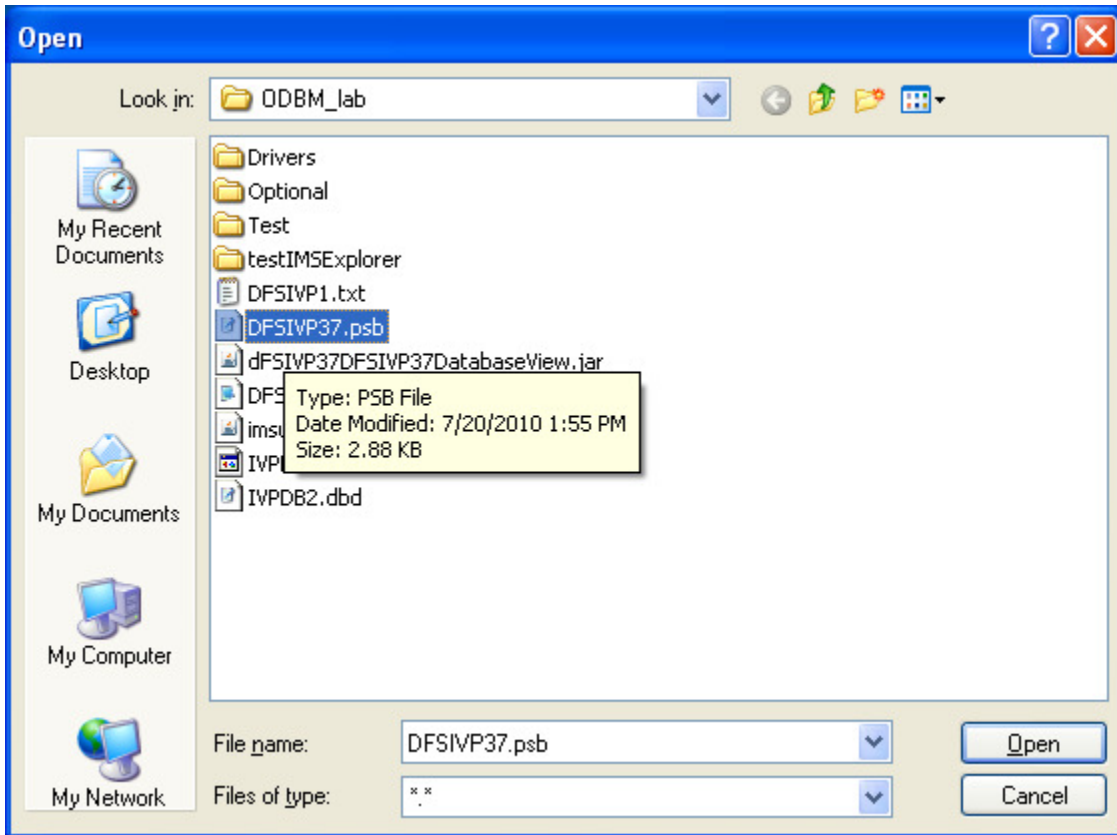 Open
Look in:
ODBM_lab
My Recent
Documents
Desktop
My Documents
My Computer
My Network
Drivers
Optional
Test
testIMSExplorer
DFSIVP1.txt
DFSIVP37.psb
dFSIVP37DFSIVP37DatabaseView.jar
DFS
Type: PSB File
Date Modified: 7/20/2010 1:55 PM
Size: 2.88 KB
IVPDB2.dbd
File name:
DFSIVP37.psb
Open
Files of type:
*.*
Cancel